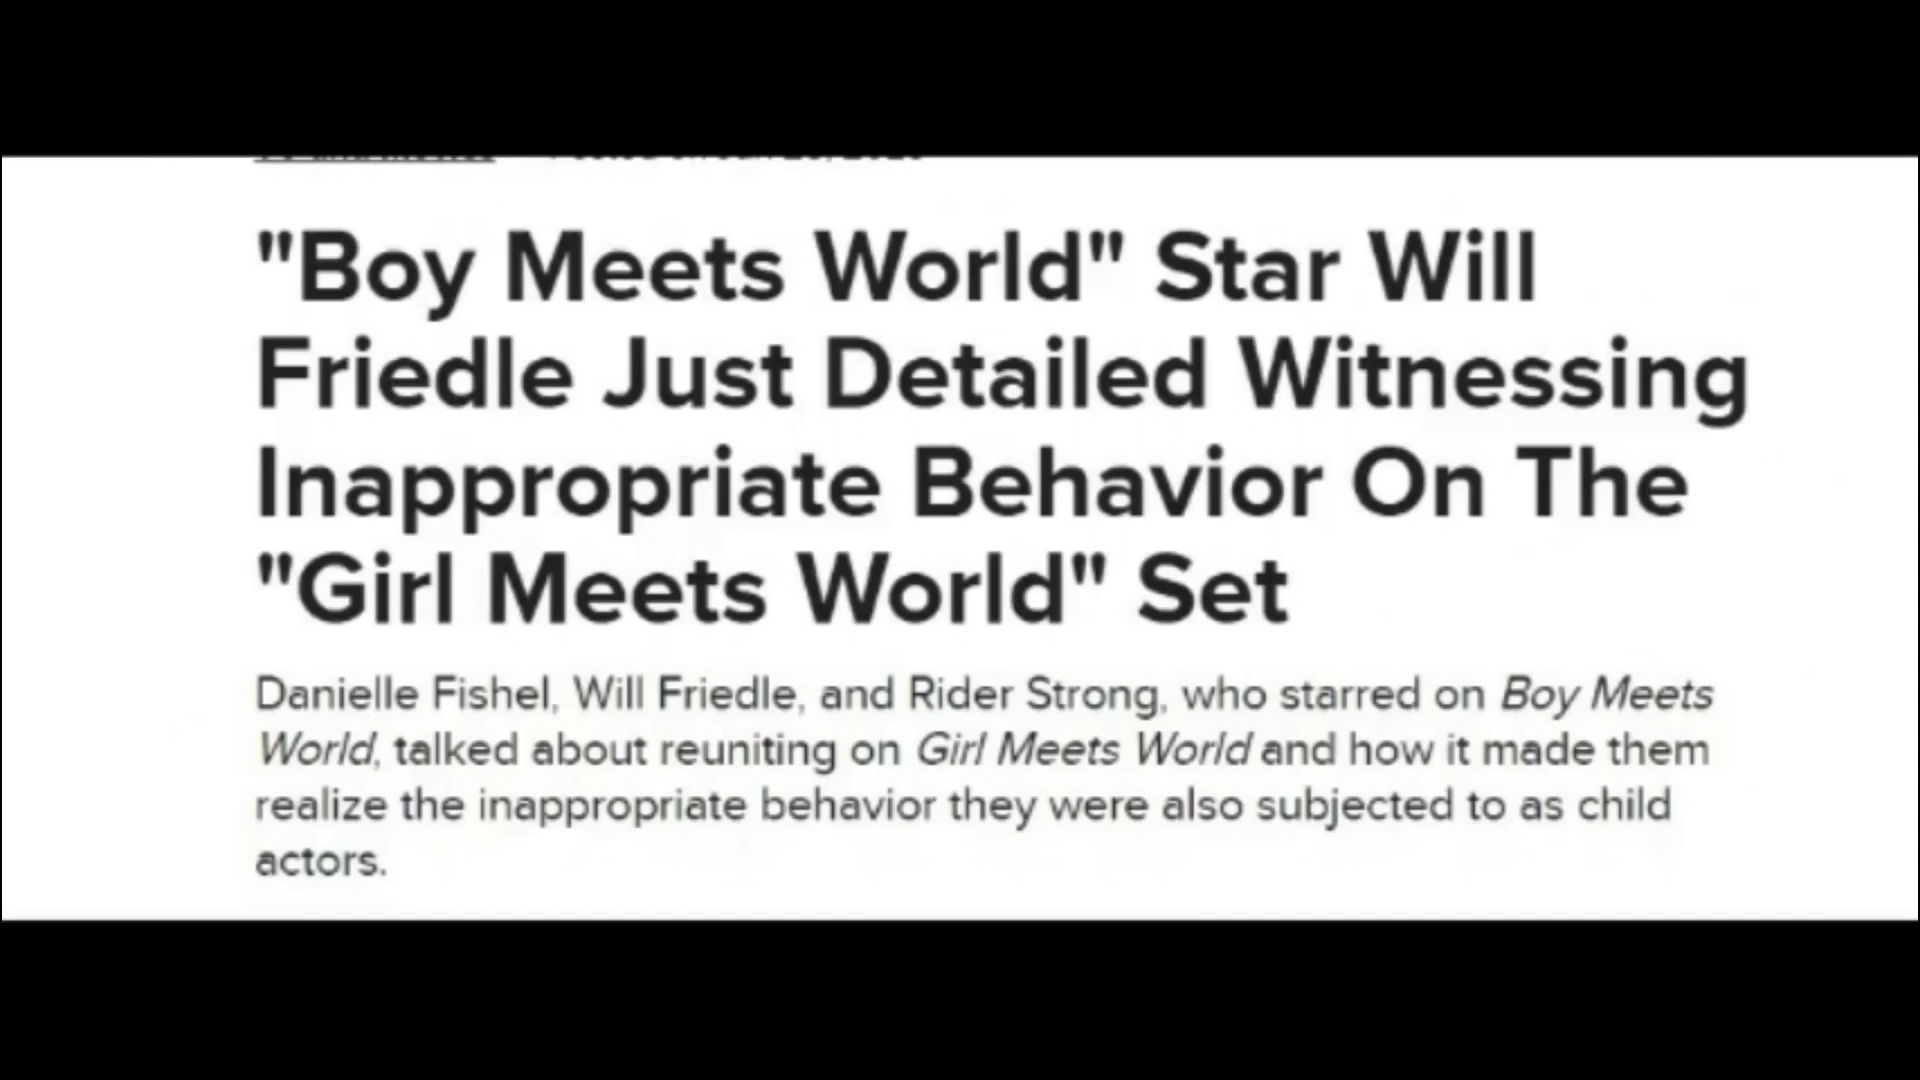 "Boy Meets World" Star Will
Friedle Just Detailed Witnessing
Inappropriate Behavior On The
"Girl Meets World" Set
Danielle Fishel, Will Friedle, and Rider Strong, who starred on Boy Meets
World, talked about reuniting on Girl Meets World and how it made them
realize the inappropriate behavior they were also subjected to as child
actors.